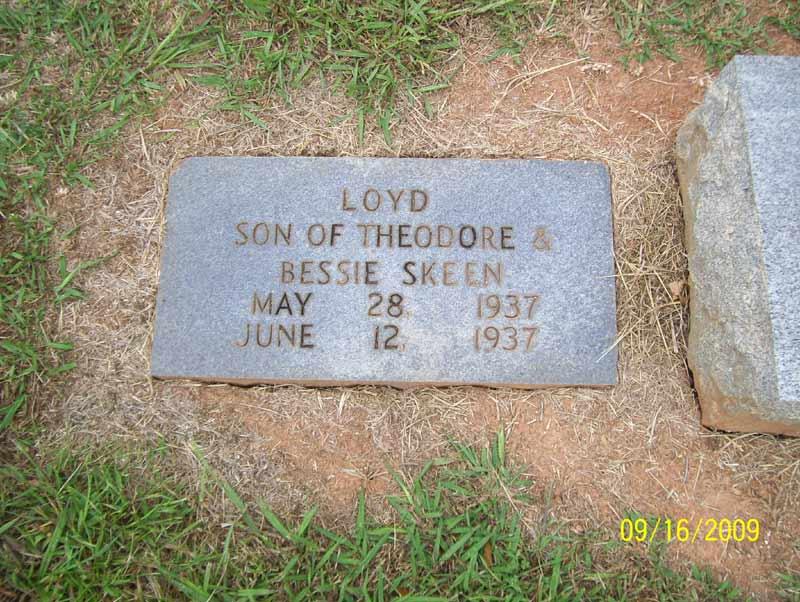 LOYD
SON OF THEODORE &
BESSIE SKEEN
MAY 28, 1937
JUNE 12, 1937
09/16/2009